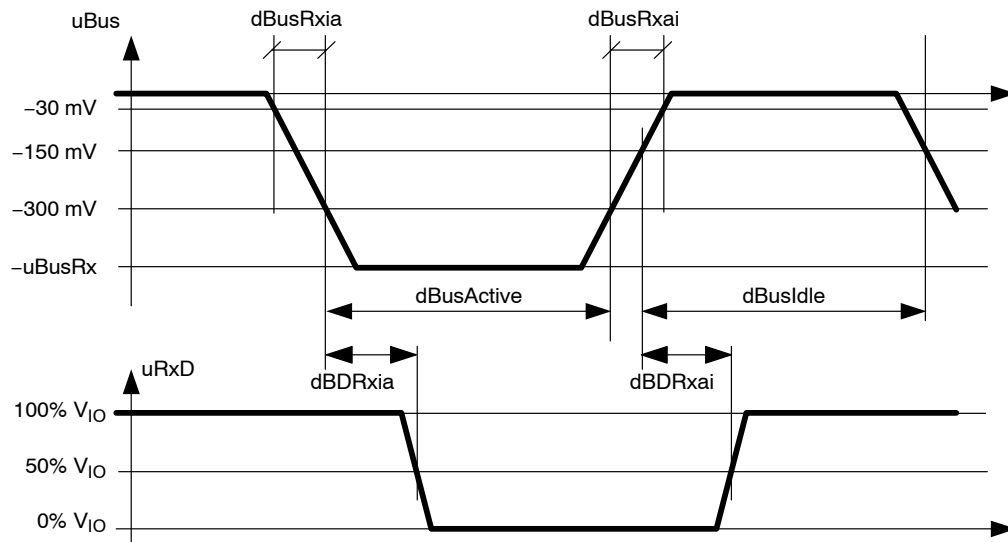 uBus
dBusRxia
dBusRxai
−30 mV
−150 mV
−300 mV
−uBusRx
dBusActive
dBusIdle
uRxD
dBDRxia
dBDRxai
100% VIO
50% VIO
0% VIO